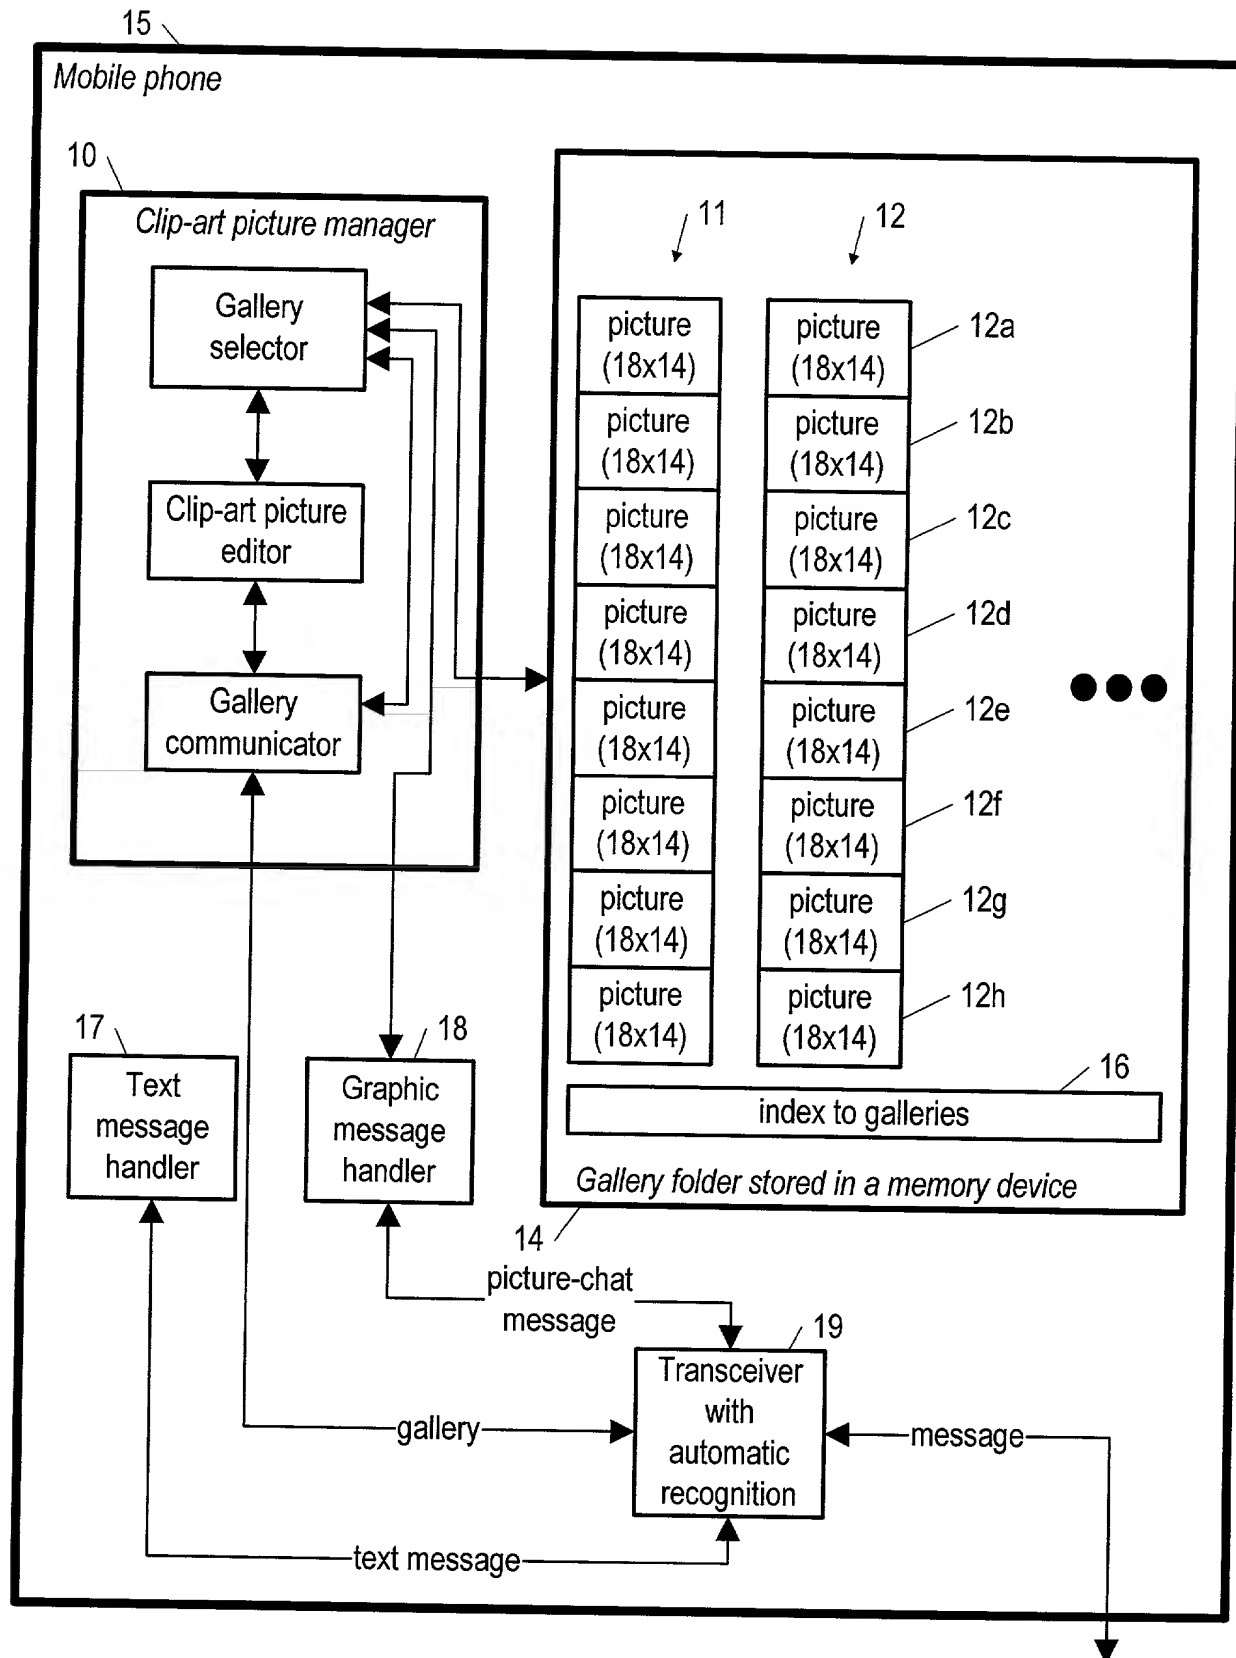 15
Mobile phone
10
Clip-art picture manager
Gallery
selector
Clip-art picture
editor
Gallery
communicator
11
12
picture
(18x14)
picture
(18x14)
picture
(18x14)
picture
(18x14)
picture
(18x14)
picture
(18x14)
picture
(18x14)
picture
(18x14)
picture
(18x14)
12a
picture
(18x14)
12b
picture
(18x14)
12c
picture
(18x14)
12d
picture
(18x14)
12e
picture
(18x14)
12f
picture
(18x14)
12g
picture
(18x14)
12h
16
index to galleries
Gallery folder stored in a memory device
14
17
Text
message
handler
18
Graphic
message
handler
picture-chat
message
19
Transceiver
with
automatic
recognition
gallery
message
text message